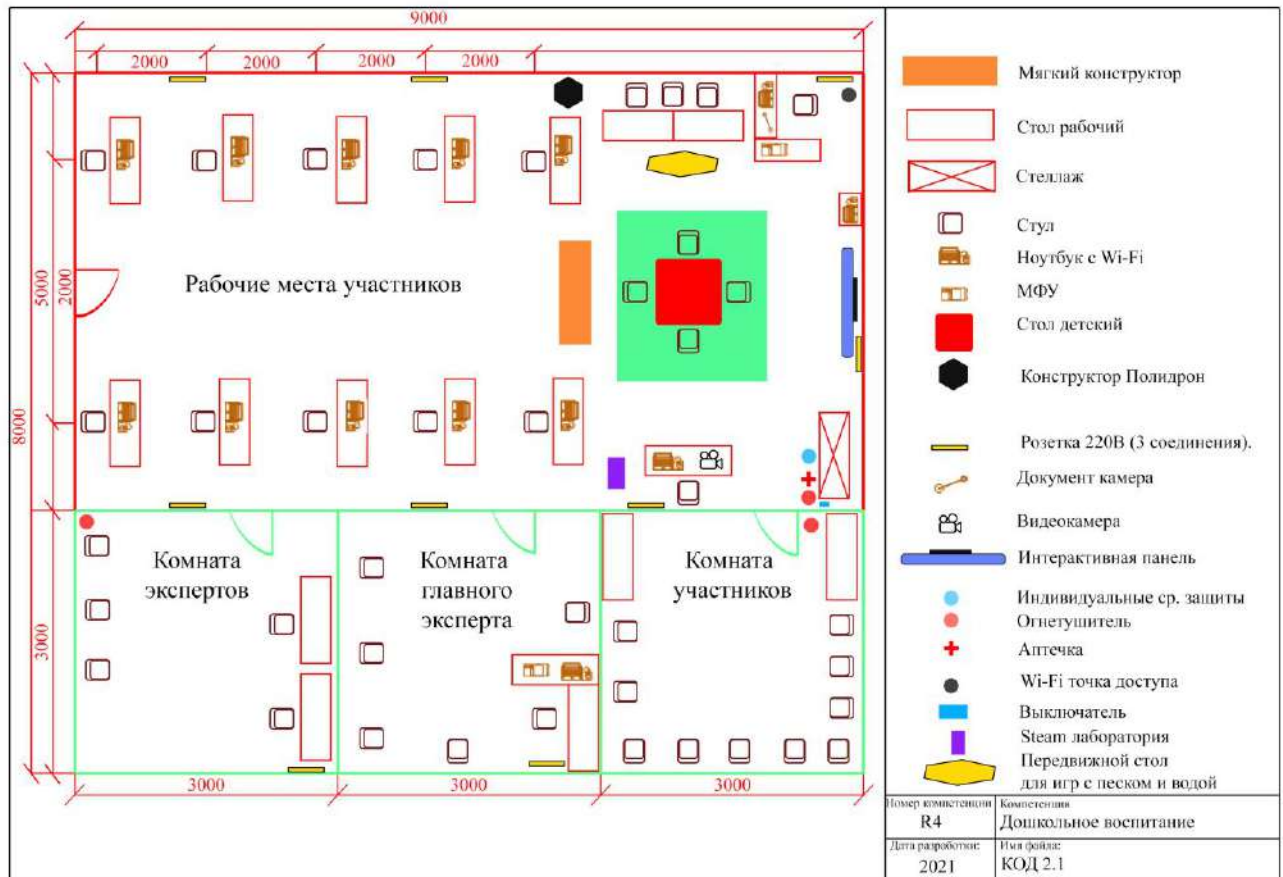 9000
2000
2000
2000
2000
5000
2000
8000
3000
Рабочие места участников
Комната
экспертов
Комната
главного
эксперта
Комната
участников
3000
3000
3000
Мягкий конструктор
Стол рабочий
Стеллаж
Стул
Ноутбук с Wi-Fi
МФУ
Стол детский
Конструктор Полидрон
Розетка 220В (3 соединения).
Документ камера
Видеокамера
Интерактивная панель
Индивидуальные ср. защиты
Огнетушитель
Аптечка
Wi-Fi точка доступа
Выключатель
Steam лаборатория
Передвижной стол
для игр с песком и водой
Номер компетенции
R4
Компетенция
Дошкольное воспитание
Дата разработки:
2021
Имя файла:
КОД 2.1